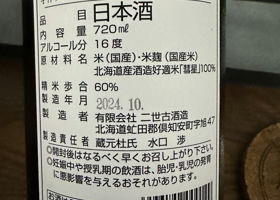 日本酒
内容量 720㎖
アルコール分 16度
原材料名 米(国産米)・米麹(国産米)
北海道産酒造好適米「彗星」100%
精米歩合 60%
製造年月 2024.10.
製造者 有限会社 二世古酒造
北海道虻田郡倶知安町字旭47
製造責任者 蔵元杜氏 水口 渉
○開封後はなるべく早くお召し上がり下さい。
○妊娠中や授乳期の飲酒は、胎児・乳児の発育
に悪影響を与えるおそれがあります。